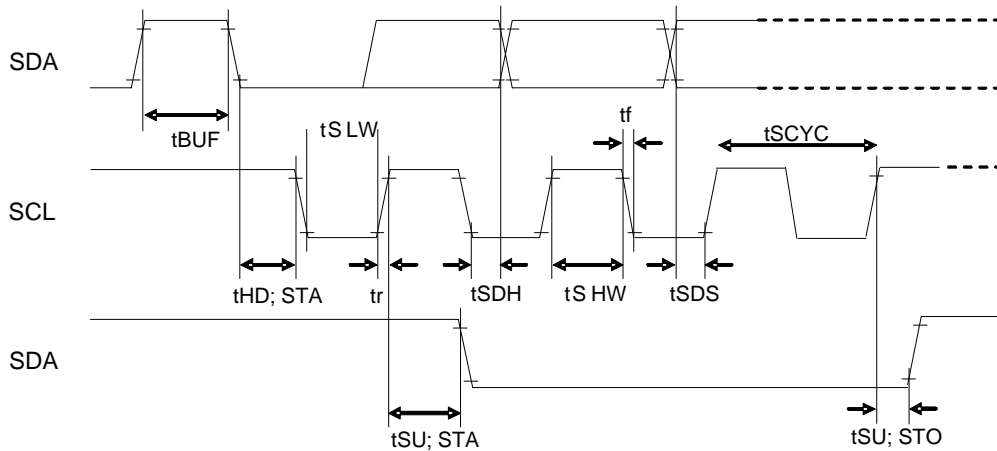 SDA
tBUF
tS LW
tf
tSCYC
SCL
tHD; STA
tr
tSDH
tS HW
tSDS
SDA
tSU; STA
tSU; STO